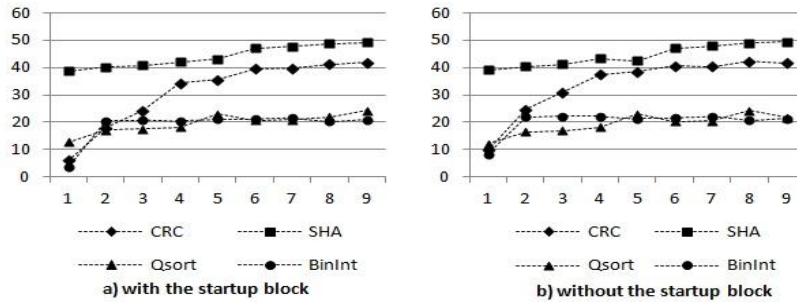 60
50
40
30
20
10
0
1 2 3 4 5 6 7 8 9
CRC SHA
Qsort BinInt
a) with the startup block
60
50
40
30
20
10
0
1 2 3 4 5 6 7 8 9
CRC SHA
Qsort BinInt
b) without the startup block